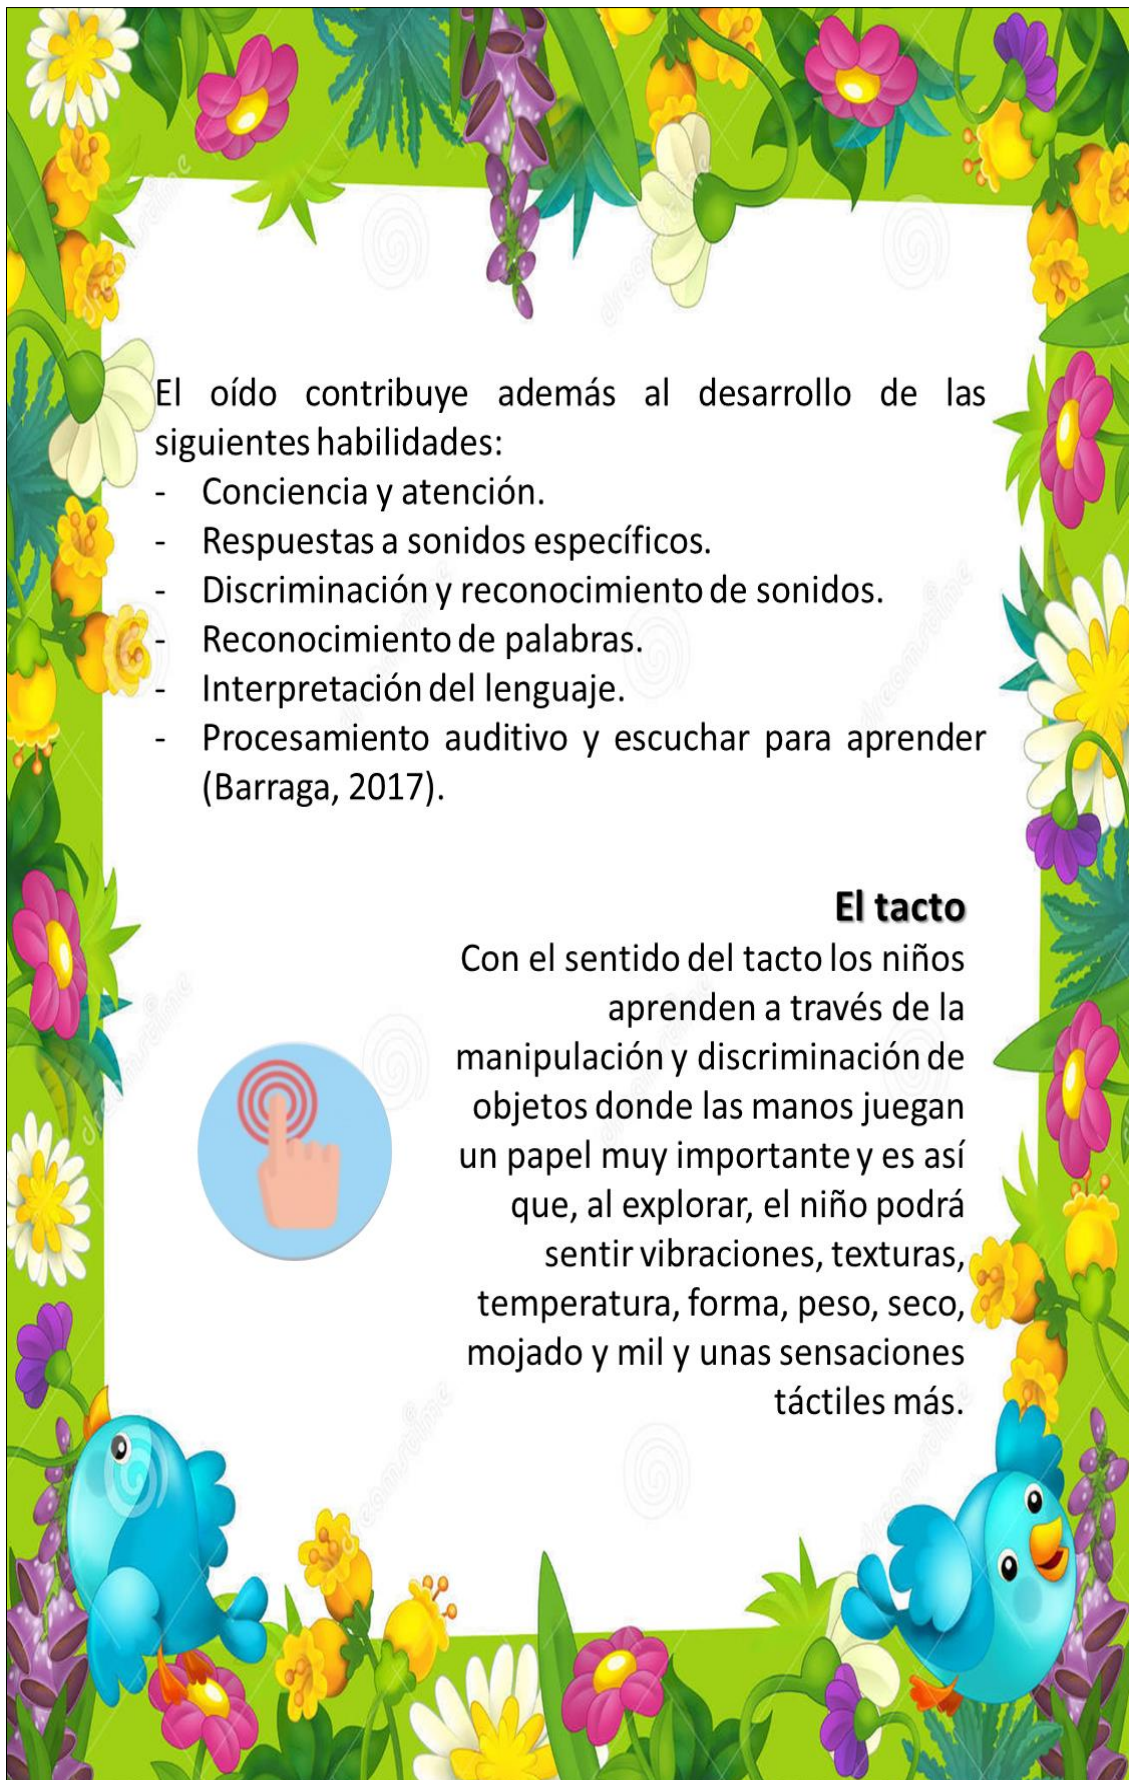 El oído contribuye además al desarrollo de las
siguientes habilidades:
- Conciencia y atención.
- Respuestas a sonidos específicos.
- Discriminación y reconocimiento de sonidos.
- Reconocimiento de palabras.
- Interpretación del lenguaje.
- Procesamiento auditivo y escuchar para aprender
(Barraga, 2017).
El tacto
Con el sentido del tacto los niños
aprenden a través de la
manipulación y discriminación de
objetos donde las manos juegan
un papel muy importante y es así
que, al explorar, el niño podrá
sentir vibraciones, texturas,
temperatura, forma, peso, seco,
mojado y mil y unas sensaciones
táctiles más.